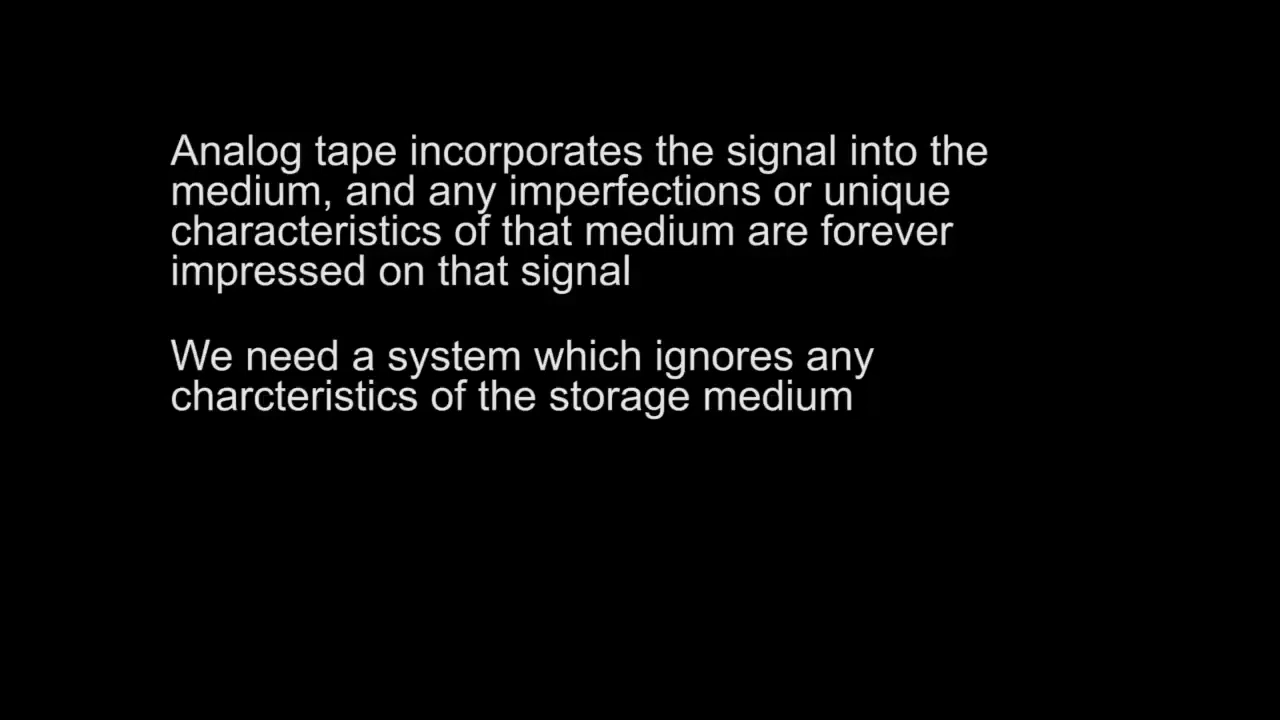 Analog tape incorporates the signal into the
medium, and any imperfections or unique
characteristics of that medium are forever
impressed on that signal
We need a system which ignores any
charcteristics of the storage medium